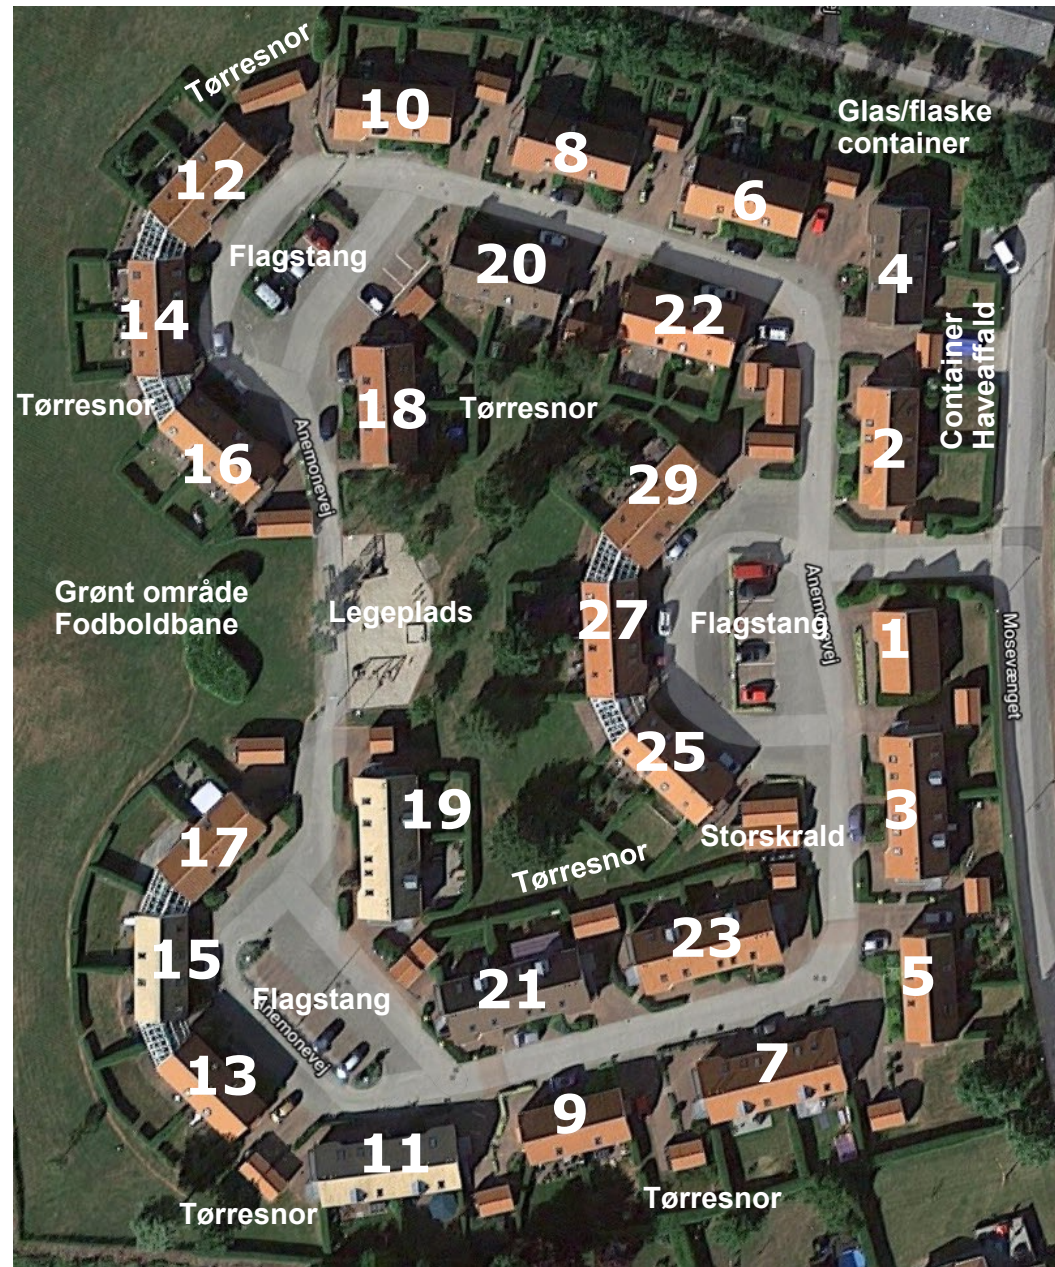 ej
Tørresnor
10
Glas/flaske
container
8
12
6
Flagstang
20
4
14
22
Container
Haveaffald
Tørresnor
18
Tørresnor
2
16
Anemonevej
29
Grønt område
Fodboldbane
Legeplads
27
Flagstang
Anemonevej
1
Mosevænget
25
19
3
17
Storskrald
Tørresnor
23
15
5
21
Flagstang
Anemonevej
13
7
9
11
Tørresnor
Tørresnor